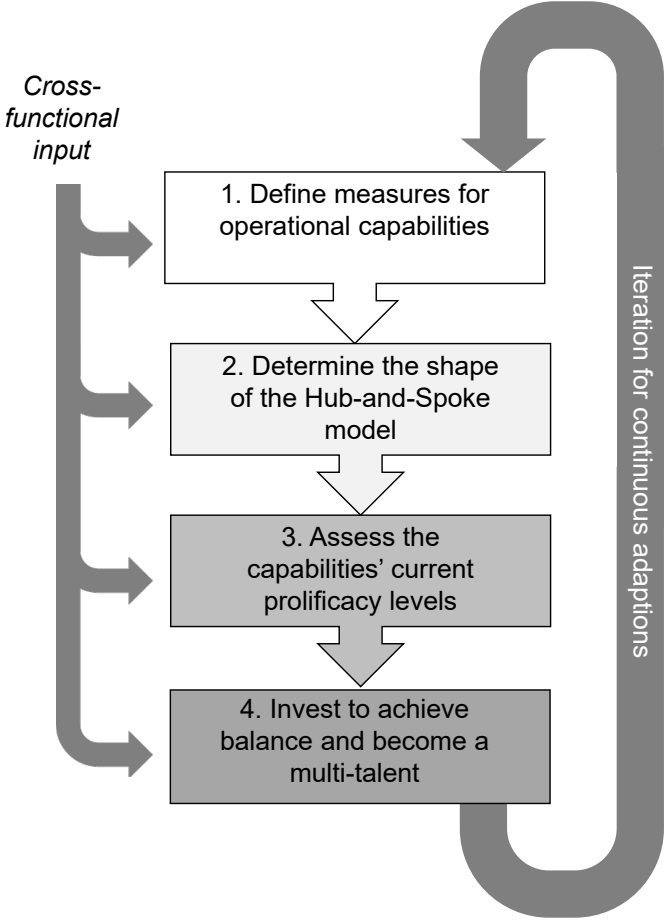 Cross-
functional
input
1. Define measures for
operational capabilities
2. Determine the shape
of the Hub-and-Spoke
model
3. Assess the
capabilities’ current
prolificacy levels
4. Invest to achieve
balance and become a
multi-talent
Iteration for continuous adaptions